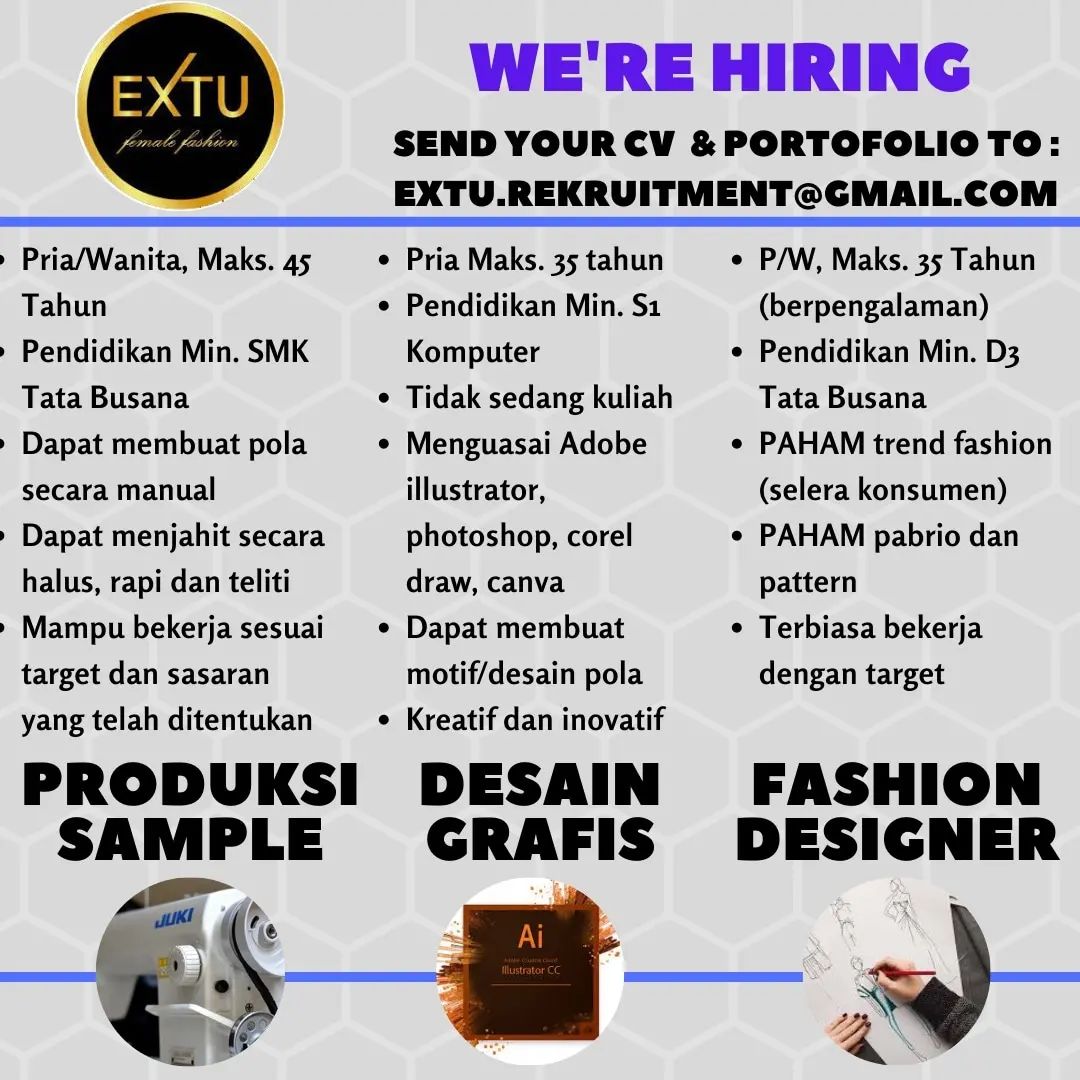 EXTU
female fashion
WE'RE HIRING
SEND YOUR CV & PORTOFOLIO TO :
EXTU.REKRUITMENT@GMAIL.COM
• Pria/Wanita, Maks. 45
Tahun
• Pendidikan Min. SMK
Tata Busana
• Dapat membuat pola
secara manual
• Dapat menjahit secara
halus, rapi dan teliti
• Mampu bekerja sesuai
target dan sasaran
yang telah ditentukan
PRODUKSI
SAMPLE
JUKI
• Pria Maks. 35 tahun
• Pendidikan Min. S1
Komputer
• Tidak sedang kuliah
• Menguasai Adobe
illustrator,
photoshop, corel
draw, canva
• Dapat membuat
motif/desain pola
• Kreatif dan inovatif
DESAIN
GRAFIS
Ai
Adobe Creative Cloud
Illustrator CC
• P/W, Maks. 35 Tahun
(berpengalaman)
• Pendidikan Min. D3
Tata Busana
• PAHAM trend fashion
(selera konsumen)
• PAHAM pabrio dan
pattern
• Terbiasa bekerja
dengan target
FASHION
DESIGNER